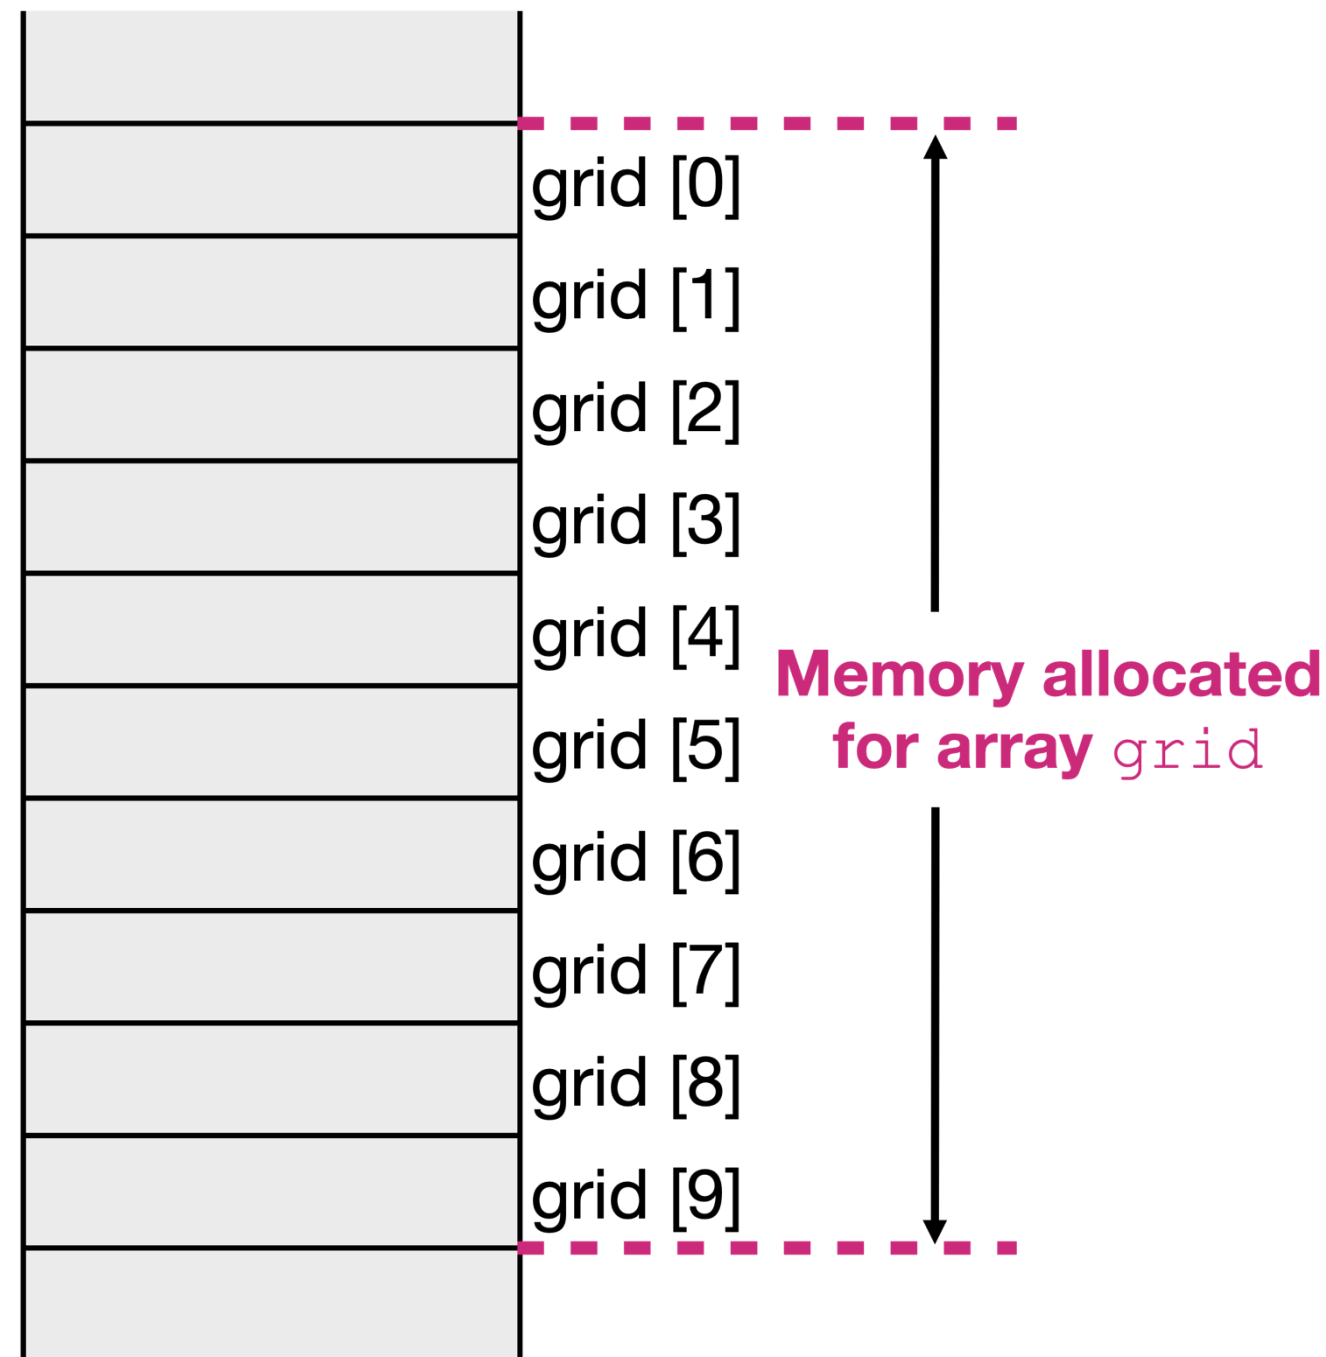 grid [0]
grid [1]
grid [2]
grid [3]
grid [4]
grid [5]
grid [6]
grid [7]
grid [8]
grid [9]
Memory allocated
for array grid